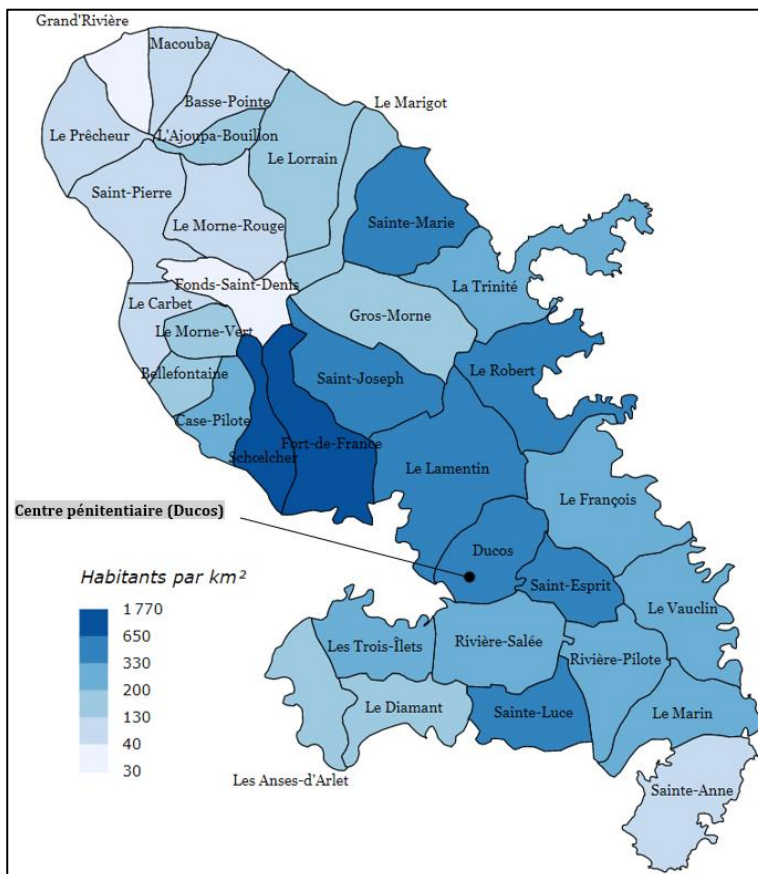 Grand'Rivière
Macouba
Basse-Pointe
Le Marigot
Le Prêcheur
L'Ajoupa-Bouillon
Le Lorrain
Saint-Pierre
Le Morne-Rouge
Sainte-Marie
Fonds-Saint-Denis
La Trinité
Le Carbet
Gros-Morne
Le Morne-Vert
Bellefontaine
Saint-Joseph
Le Robert
Case-Pilote
Schœlcher
Fort-de-France
Le Lamentin
Le François
Centre pénitentiaire (Ducos)
Ducos
Saint-Esprit
Habitants par km²
1 770
650
330
200
130
40
30
Le Vauclin
Les Trois-Îlets
Rivière-Salée
Rivière-Pilote
Le Diamant
Sainte-Luce
Le Marin
Les Anses-d'Arlet
Sainte-Anne